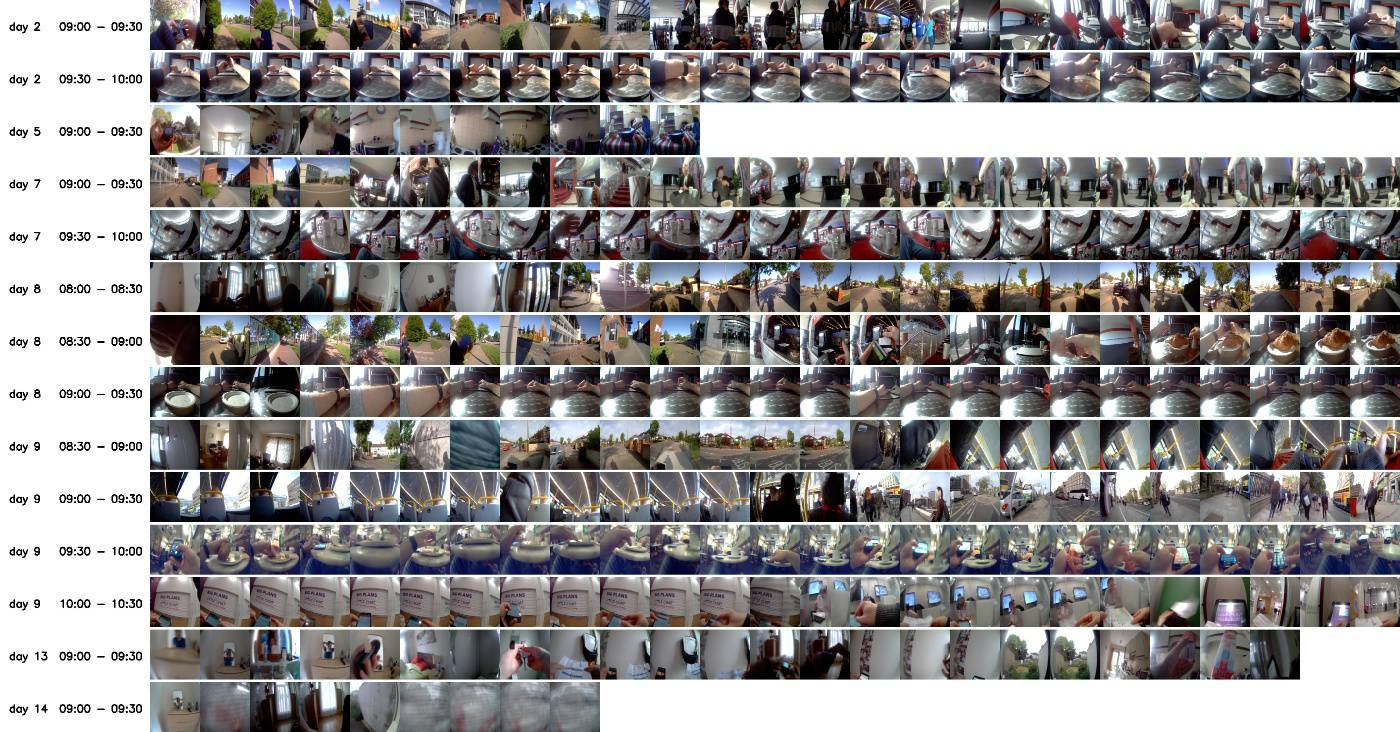 day 2 09:00 – 09:30
day 2 09:30 – 10:00
day 5 09:00 – 09:30
day 7 09:00 – 09:30
day 7 09:30 – 10:00
day 8 08:00 – 08:30
day 8 08:30 – 09:00
day 8 09:00 – 09:30
day 9 08:30 – 09:00
day 9 09:00 – 09:30
day 9 09:30 – 10:00
day 9 10:00 – 10:30
BIG PLANS
day 13 09:00 – 09:30
day 14 09:00 – 09:30